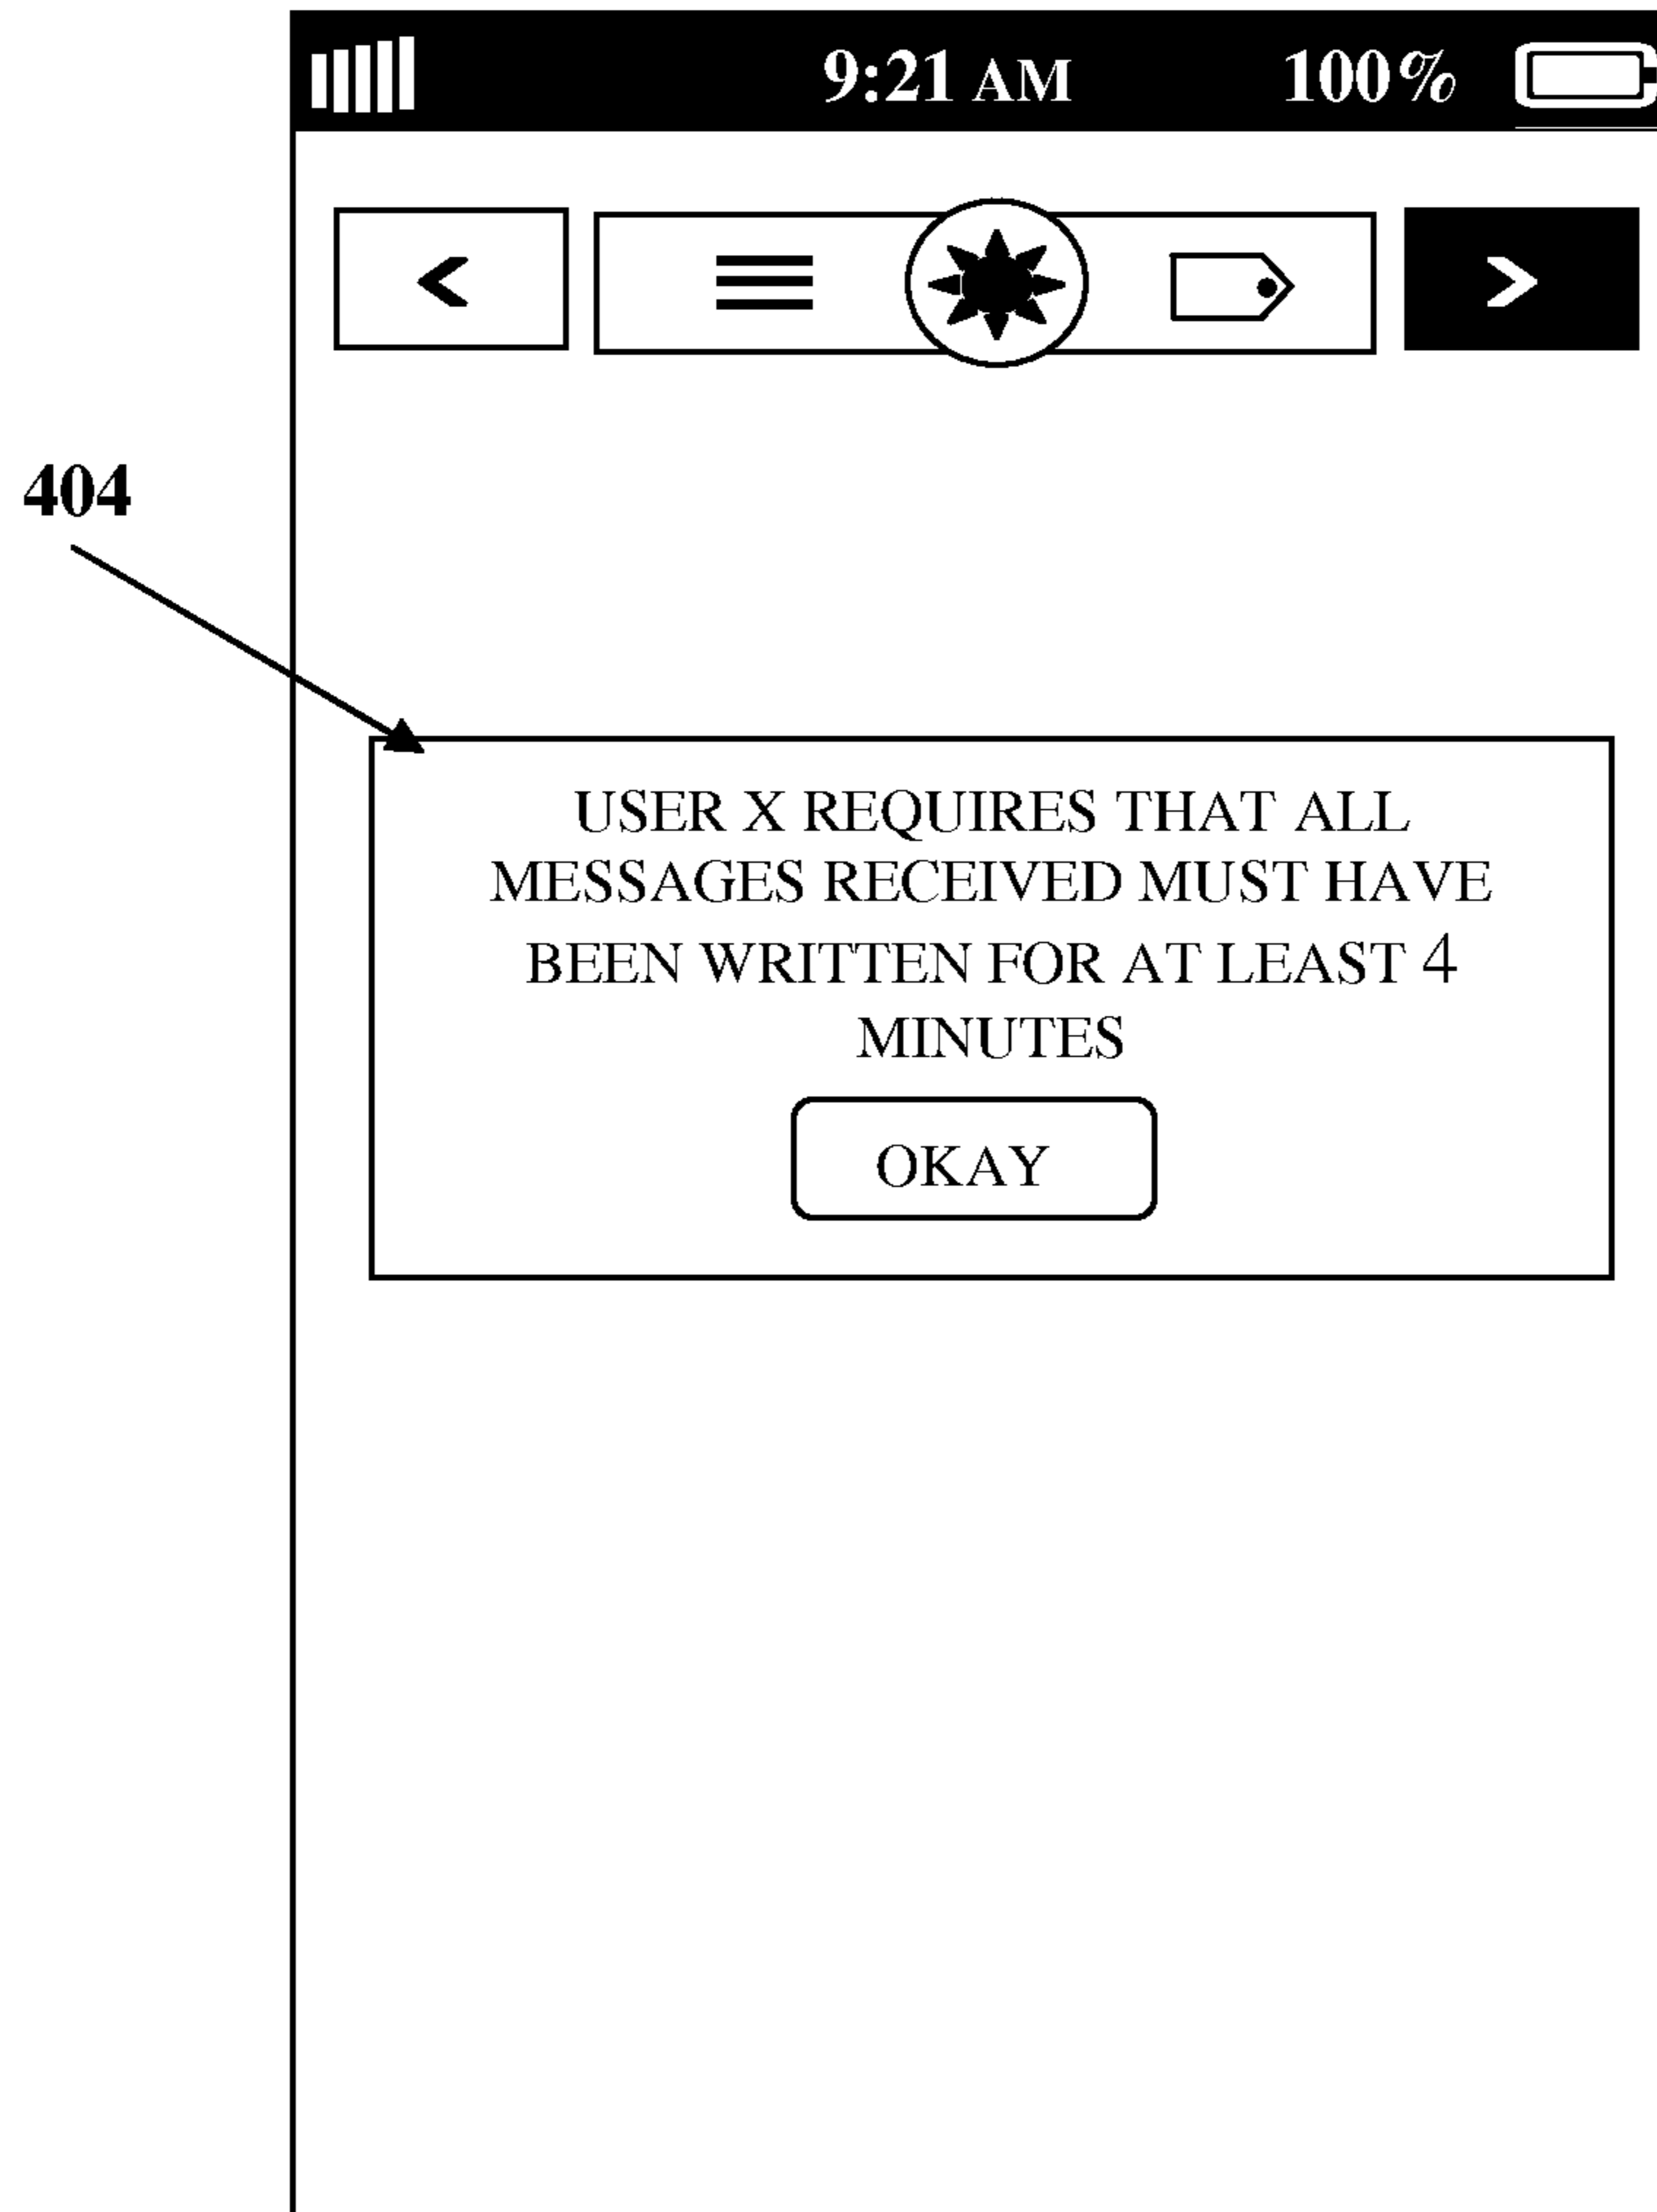 9:21 AM 100%
< >
404
USER X REQUIRES THAT ALL
MESSAGES RECEIVED MUST HAVE
BEEN WRITTEN FOR AT LEAST 4
MINUTES
OKAY